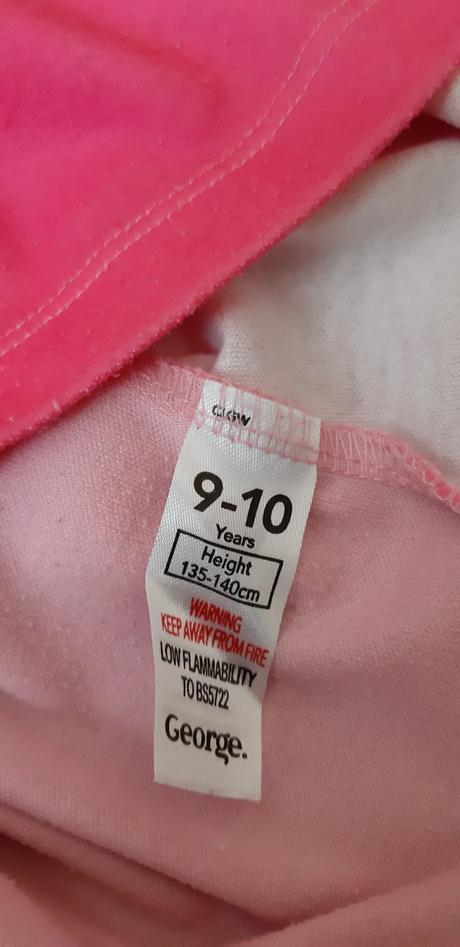 9-10
Years
Height
135-140cm
WARNING
KEEP AWAY FROM FIRE
LOW FLAMMABILITY
TO BS5722
George.